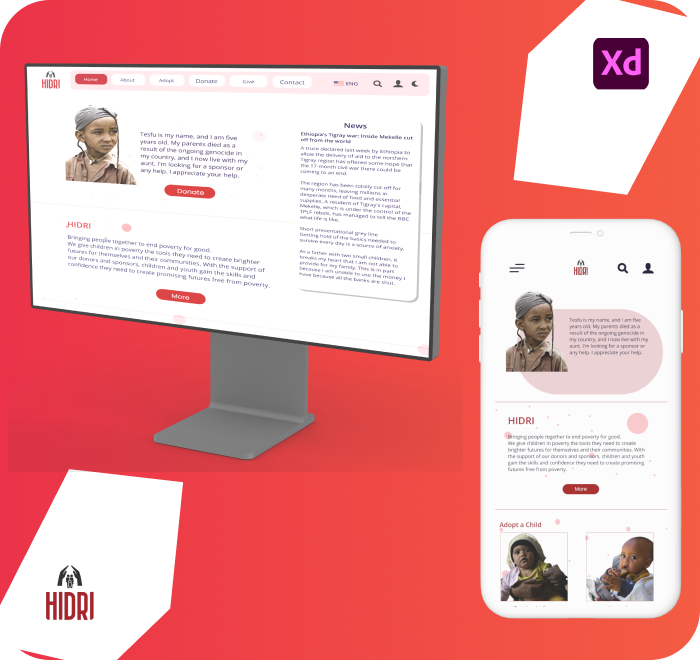 Xd
HIDRI
Home
About
Adopt
Donate
Give
Contact
ENG
Tesfu is my name, and I am five
years old. My parents died as a
result of the ongoing genocide in
my country, and I now live with my
aunt, I'm looking for a sponsor or
any help, I appreciate your help.
Donate
HIDRI
Bringing people together to end poverty for good.
We give children in poverty the tools they need to create brighter
futures for themselves and their communities. With the support of
our donors and sponsors, children and youth gain the skills and
confidence they need to create promising futures free from poverty.
More
News
Ethiopia's Tigray war: Inside Mekelle cut
off from the world
A truce declared last week by Ethiopia to
allow the delivery of aid to the northern
Tigray region has offered some hope that
the 17-month civil war there could be
coming to an end.
The region has been totally cut off for
many months, leaving millions in
desperate need of food and essential
supplies. A resident of Tigray's capital,
Mekelle, which is under the control of the
TPLF rebels, has managed to tell the BBC
what life is like.
Short presentational grey line
Getting hold of the basics needed to
survive every day is a source of anxiety.
As a father with two small children, it
breaks my heart that I am not able to
provide for my family. This is in part
because I am unable to use the money I
have because all the banks are shut.
HIDRI
Tesfu is my name, and I am five
years old. My parents died as a
result of the ongoing genocide in
my country, and I now live with my
aunt, I'm looking for a sponsor or
any help, I appreciate your help.
HIDRI
Bringing people together to end poverty for good.
We give children in poverty the tools they need to create
brighter futures for themselves and their communities. With
the support of our donors and sponsors, children and youth
gain the skills and confidence they need to create promising
futures free from poverty.
More
Adopt a Child
HIDRI